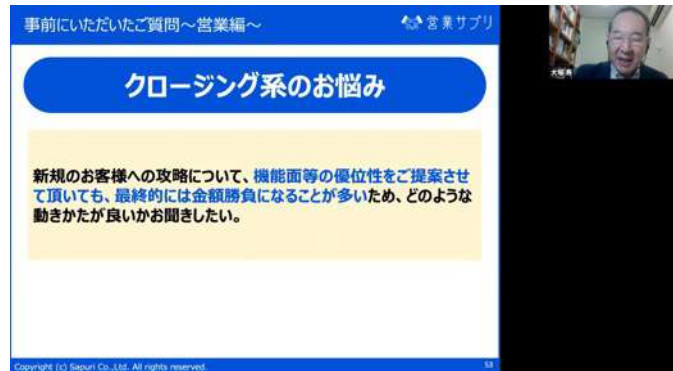 事前にいただいたご質問~営業編~
営業サプリ
クロージング系のお悩み
新規のお客様への攻略について、機能面等の優位性をご提案させ
て頂いても、最終的には金額勝負になることが多いため、どのような
動きかたが良いかお聞きしたい。
Copyright (c) Sapuri Co.,Ltd. All rights reserved.
53